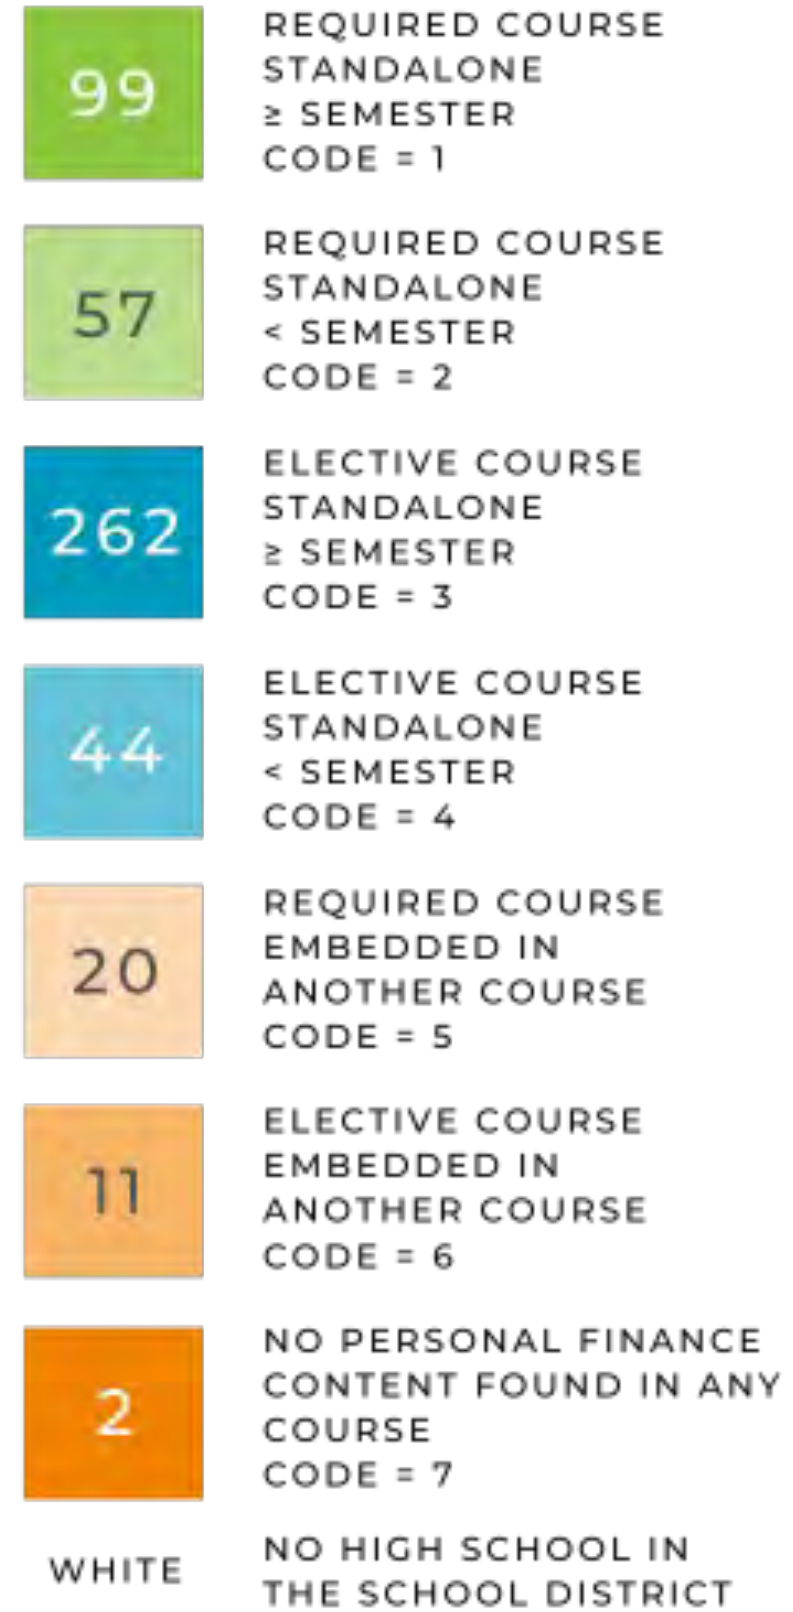 99
REQUIRED COURSE
STANDALONE
≥ SEMESTER
CODE = 1
57
REQUIRED COURSE
STANDALONE
< SEMESTER
CODE = 2
262
ELECTIVE COURSE
STANDALONE
≥ SEMESTER
CODE = 3
44
ELECTIVE COURSE
STANDALONE
< SEMESTER
CODE = 4
20
REQUIRED COURSE
EMBEDDED IN
ANOTHER COURSE
CODE = 5
11
ELECTIVE COURSE
EMBEDDED IN
ANOTHER COURSE
CODE = 6
2
NO PERSONAL FINANCE
CONTENT FOUND IN ANY
COURSE
CODE = 7
WHITE
NO HIGH SCHOOL IN
THE SCHOOL DISTRICT